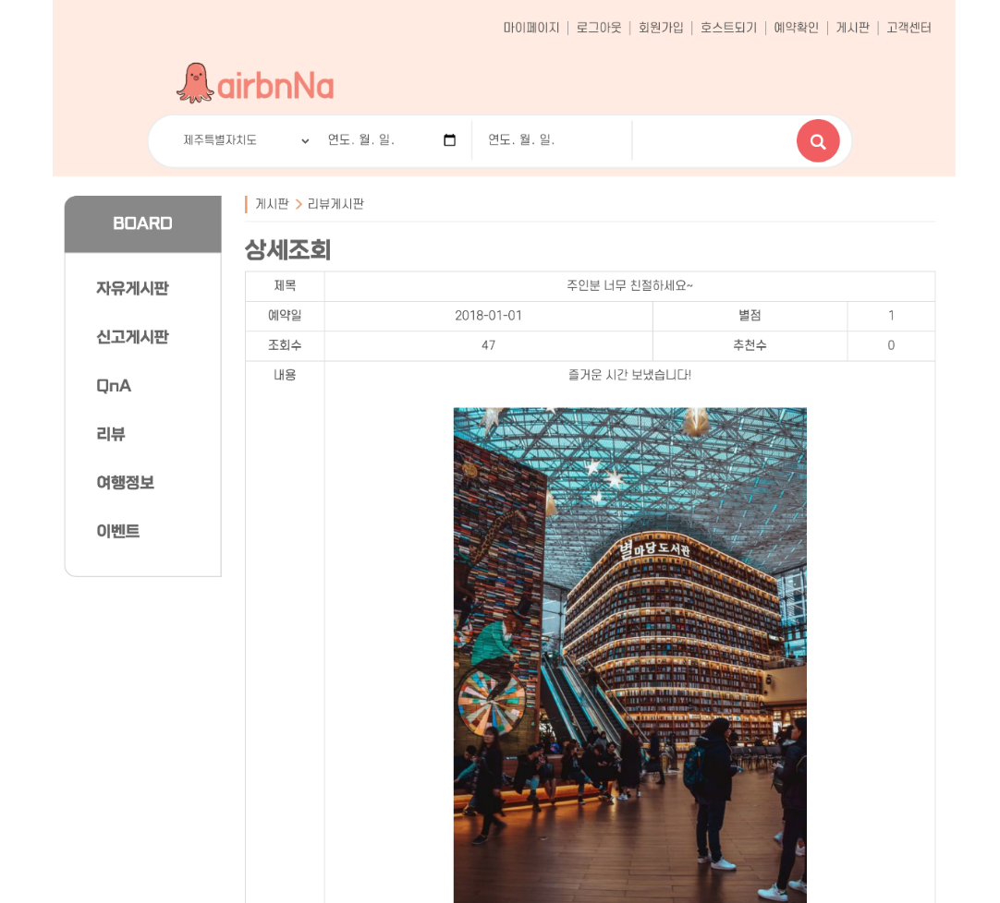 마이페이지 | 로그아웃 | 회원가입 | 호스트되기 | 예약확인 | 게시판 | 고객센터
airbnNa
제주특별자치도 연도. 월. 일. 연도. 월. 일.
BOARD
자유게시판
신고게시판
QnA
리뷰
여행정보
이벤트
게시판 > 리뷰게시판
상세조회
제목 주인분 너무 친절하세요~
예약일 2018-01-01 별점 1
조회수 47 추천수 0
내용 즐거운 시간 보냈습니다!
별마당도서관